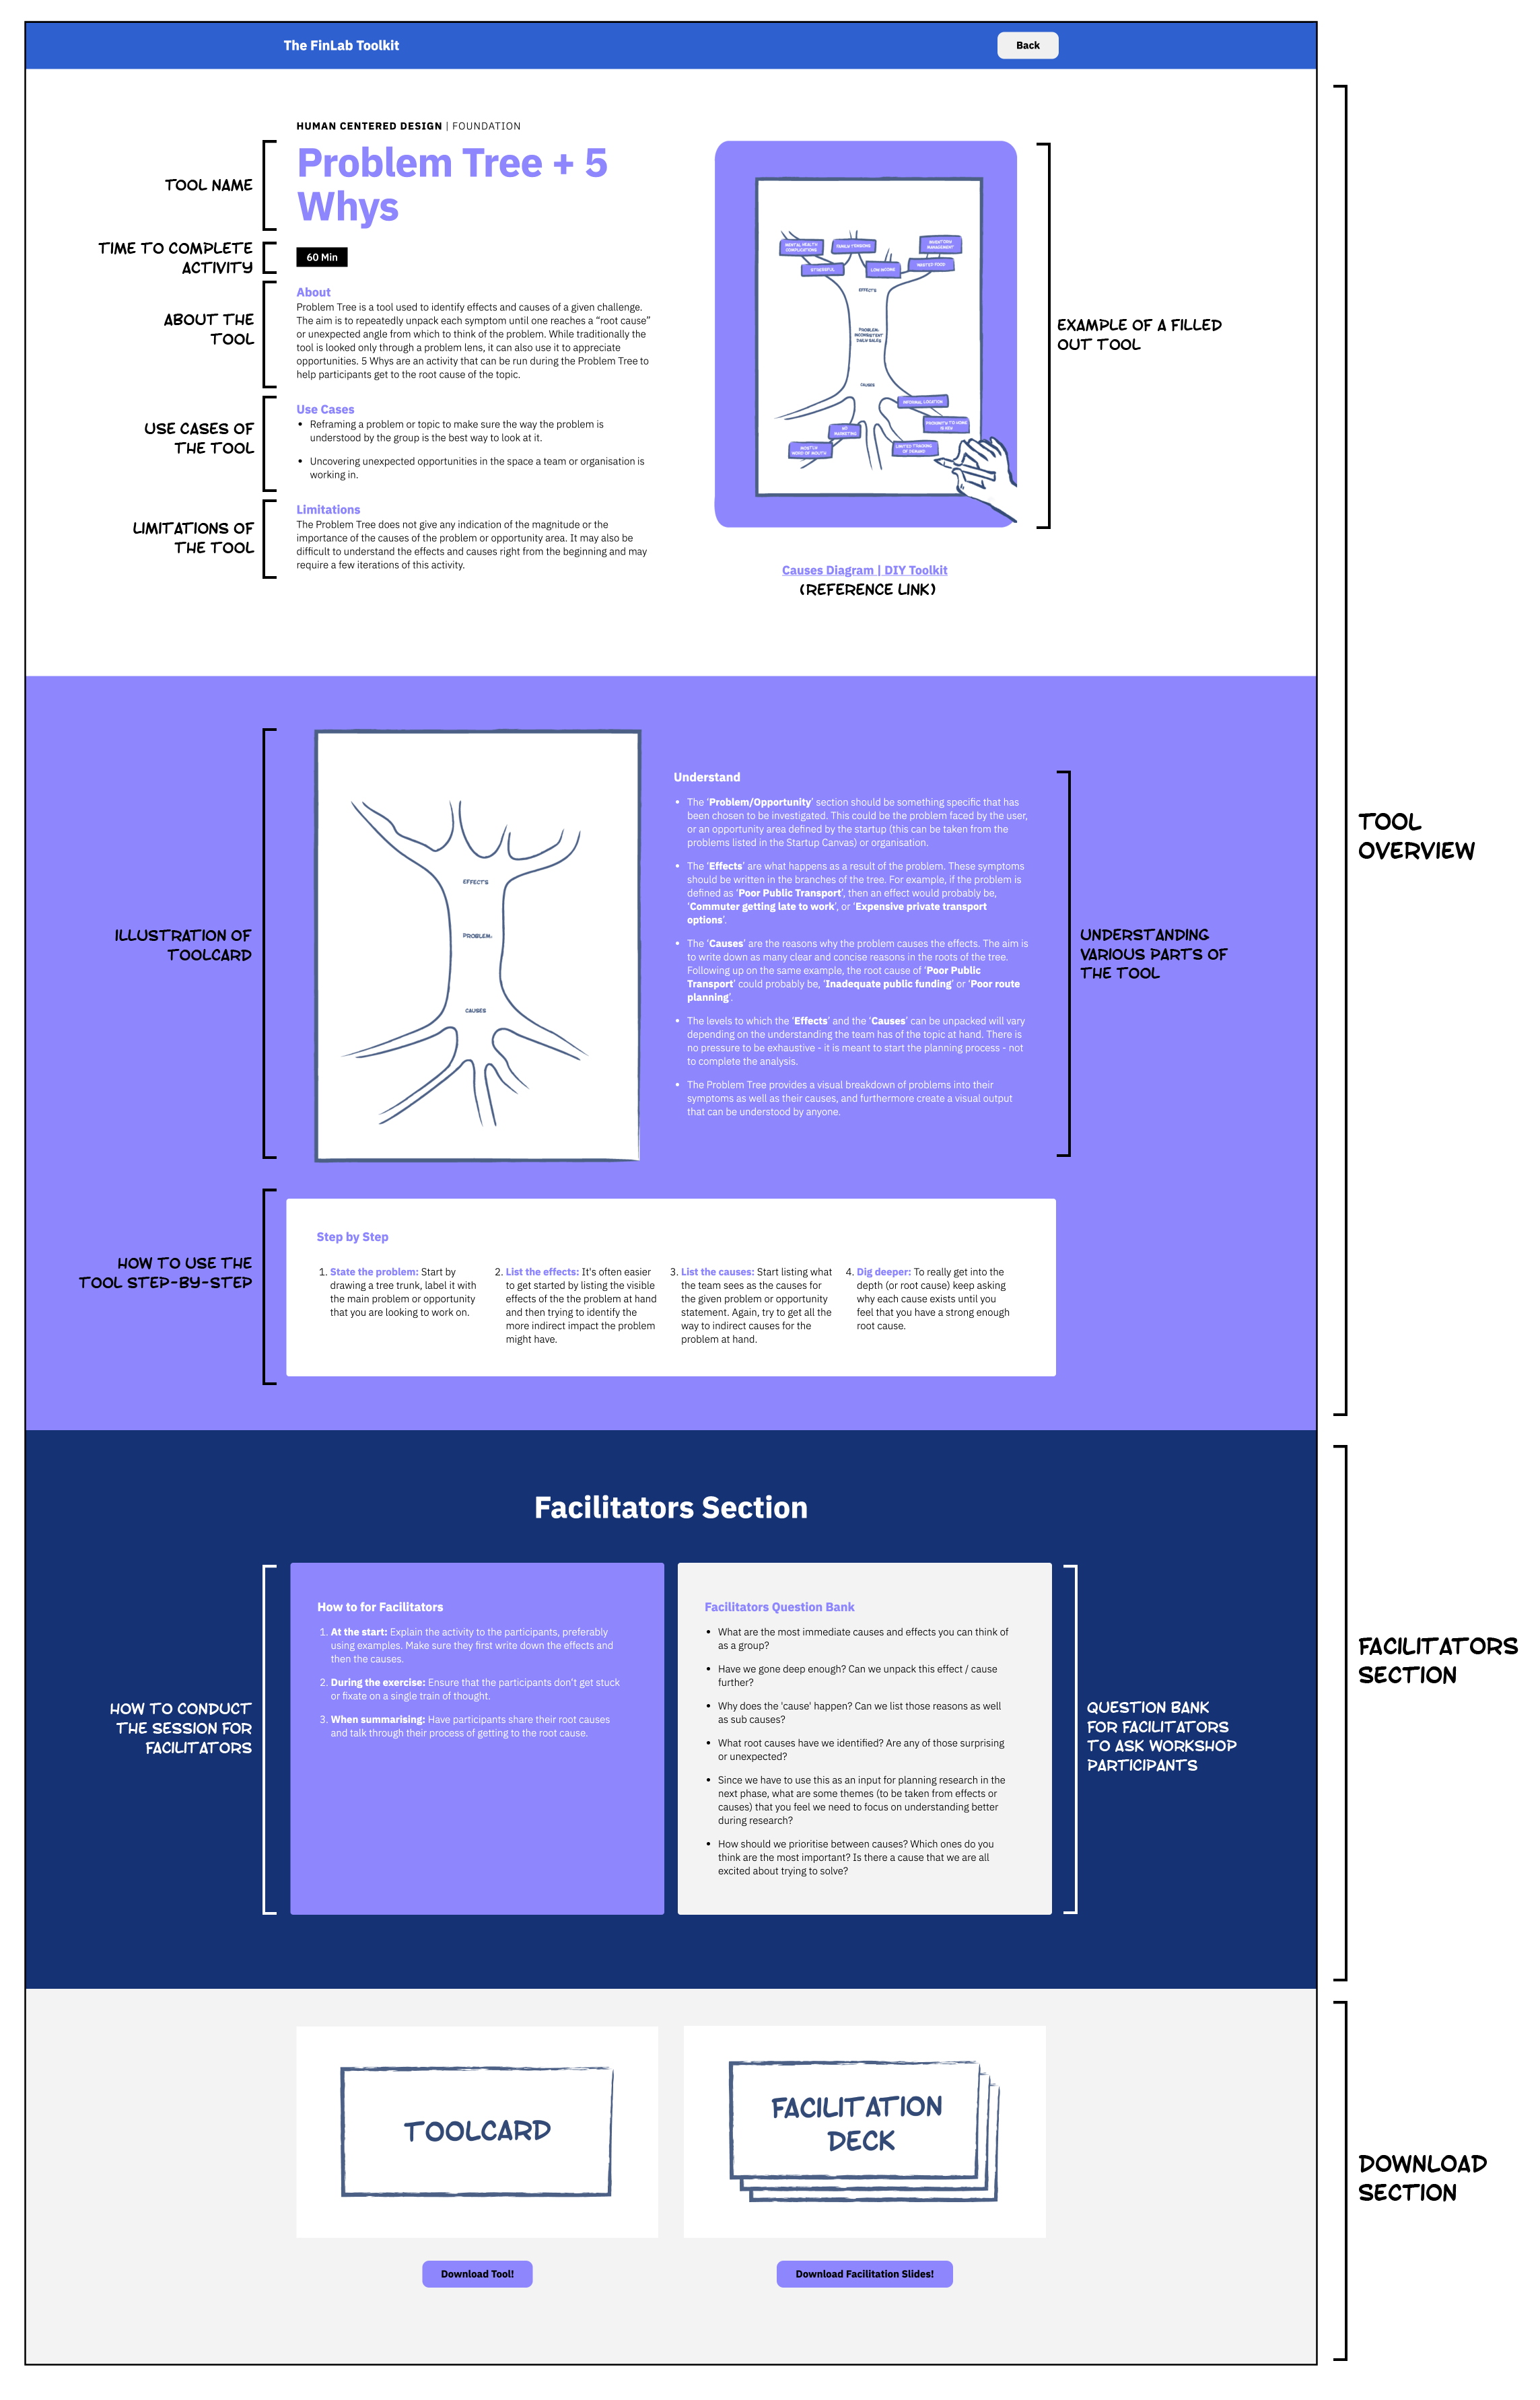 The FinLab Toolkit
Back
HUMAN CENTERED DESIGN | FOUNDATION
TOOL NAME
Problem Tree + 5
Whys
TIME TO COMPLETE
ACTIVITY
60 Min
ABOUT THE
TOOL
About
Problem Tree is a tool used to identify effects and causes of a given challenge.
The aim is to repeatedly unpack each symptom until one reaches a “root cause”
or unexpected angle from which to think of the problem. While traditionally the
tool is looked only through a problem lens, it can also use it to appreciate
opportunities. 5 Whys are an activity that can be run during the Problem Tree to
help participants get to the root cause of the topic.
USE CASES OF
THE TOOL
Use Cases
• Reframing a problem or topic to make sure the way the problem is
understood by the group is the best way to look at it.
• Uncovering unexpected opportunities in the space a team or organisation is
working in.
LIMITATIONS OF
THE TOOL
Limitations
The Problem Tree does not give any indication of the magnitude or the
importance of the causes of the problem or opportunity area. It may also be
difficult to understand the effects and causes right from the beginning and may
require a few iterations of this activity.
MENTAL HEALTH
COMPLICATIONS
FAMILY TENSIONS
INVENTORY
MANAGEMENT
STRESSFUL
LOW INCOME
WASTED FOOD
EFFECTS
PROBLEM:
INCONSISTENT
DAILY SALES
CAUSES
INFORMAL LOCATION
PROXIMITY TO HOME
IS KEY
NO
MARKETING
MOSTLY
WORD OF MOUTH
LIMITED TRACKING
OF DEMAND
EXAMPLE OF A FILLED
OUT TOOL
Causes Diagram | DIY Toolkit
(REFERENCE LINK)
TOOL
OVERVIEW
ILLUSTRATION OF
TOOLCARD
EFFECTS
PROBLEM:
CAUSES
Understand
• The ‘Problem/Opportunity’ section should be something specific that has
been chosen to be investigated. This could be the problem faced by the user,
or an opportunity area defined by the startup (this can be taken from the
problems listed in the Startup Canvas) or organisation.
• The ‘Effects’ are what happens as a result of the problem. These symptoms
should be written in the branches of the tree. For example, if the problem is
defined as ‘Poor Public Transport’, then an effect would probably be,
‘Commuter getting late to work’, or ‘Expensive private transport
options’.
• The ‘Causes’ are the reasons why the problem causes the effects. The aim is
to write down as many clear and concise reasons in the roots of the tree.
Following up on the same example, the root cause of ‘Poor Public
Transport’ could probably be, ‘Inadequate public funding’ or ‘Poor route
planning’.
• The levels to which the ‘Effects’ and the ‘Causes’ can be unpacked will vary
depending on the understanding the team has of the topic at hand. There is
no pressure to be exhaustive - it is meant to start the planning process - not
to complete the analysis.
• The Problem Tree provides a visual breakdown of problems into their
symptoms as well as their causes, and furthermore create a visual output
that can be understood by anyone.
UNDERSTANDING
VARIOUS PARTS OF
THE TOOL
HOW TO USE THE
TOOL STEP-BY-STEP
Step by Step
1. State the problem: Start by
drawing a tree trunk, label it with
the main problem or opportunity
that you are looking to work on.
2. List the effects: It's often easier
to get started by listing the visible
effects of the the problem at hand
and then trying to identify the
more indirect impact the problem
might have.
3. List the causes: Start listing what
the team sees as the causes for
the given problem or opportunity
statement. Again, try to get all the
way to indirect causes for the
problem at hand.
4. Dig deeper: To really get into the
depth (or root cause) keep asking
why each cause exists until you
feel that you have a strong enough
root cause.
Facilitators Section
FACILITATORS
SECTION
HOW TO CONDUCT
THE SESSION FOR
FACILITATORS
How to for Facilitators
1. At the start: Explain the activity to the participants, preferably
using examples. Make sure they first write down the effects and
then the causes.
2. During the exercise: Ensure that the participants don't get stuck
or fixate on a single train of thought.
3. When summarising: Have participants share their root causes
and talk through their process of getting to the root cause.
Facilitators Question Bank
• What are the most immediate causes and effects you can think of
as a group?
• Have we gone deep enough? Can we unpack this effect / cause
further?
• Why does the 'cause' happen? Can we list those reasons as well
as sub causes?
• What root causes have we identified? Are any of those surprising
or unexpected?
• Since we have to use this as an input for planning research in the
next phase, what are some themes (to be taken from effects or
causes) that you feel we need to focus on understanding better
during research?
• How should we prioritise between causes? Which ones do you
think are the most important? Is there a cause that we are all
excited about trying to solve?
QUESTION BANK
FOR FACILITATORS
TO ASK WORKSHOP
PARTICIPANTS
TOOLCARD
FACILITATION
DECK
DOWNLOAD
SECTION
Download Tool!
Download Facilitation Slides!